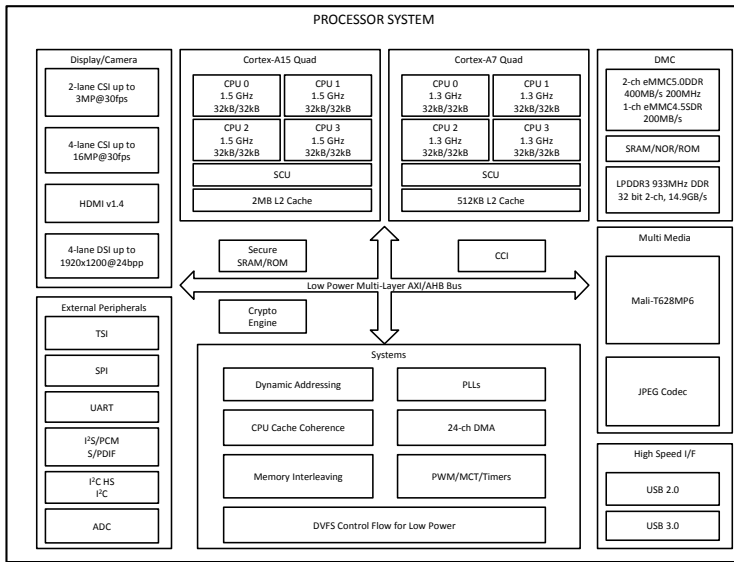 PROCESSOR SYSTEM
Display/Camera
2-lane CSI up to
3MP@30fps
4-lane CSI up to
16MP@30fps
HDMI v1.4
4-lane DSI up to
1920x1200@24bpp
External Peripherals
TSI
SPI
UART
I²S/PCM
S/PDIF
I²C HS
I²C
ADC
Cortex-A15 Quad
CPU 0
1.5 GHz
32kB/32kB
CPU 1
1.5 GHz
32kB/32kB
CPU 2
1.5 GHz
32kB/32kB
CPU 3
1.5 GHz
32kB/32kB
SCU
2MB L2 Cache
Cortex-A7 Quad
CPU 0
1.3 GHz
32kB/32kB
CPU 1
1.3 GHz
32kB/32kB
CPU 2
1.3 GHz
32kB/32kB
CPU 3
1.3 GHz
32kB/32kB
SCU
512KB L2 Cache
Secure
SRAM/ROM
CCI
Low Power Multi-Layer AXI/AHB Bus
Crypto
Engine
Systems
Dynamic Addressing
PLLs
CPU Cache Coherence
24-ch DMA
Memory Interleaving
PWM/MCT/Timers
DVFS Control Flow for Low Power
DMC
2-ch eMMC5.0DDR
400MB/s 200MHz
1-ch eMMC4.5SDR
200MB/s
SRAM/NOR/ROM
LPDDR3 933MHz DDR
32 bit 2-ch, 14.9GB/s
Multi Media
Mali-T628MP6
JPEG Codec
High Speed I/F
USB 2.0
USB 3.0